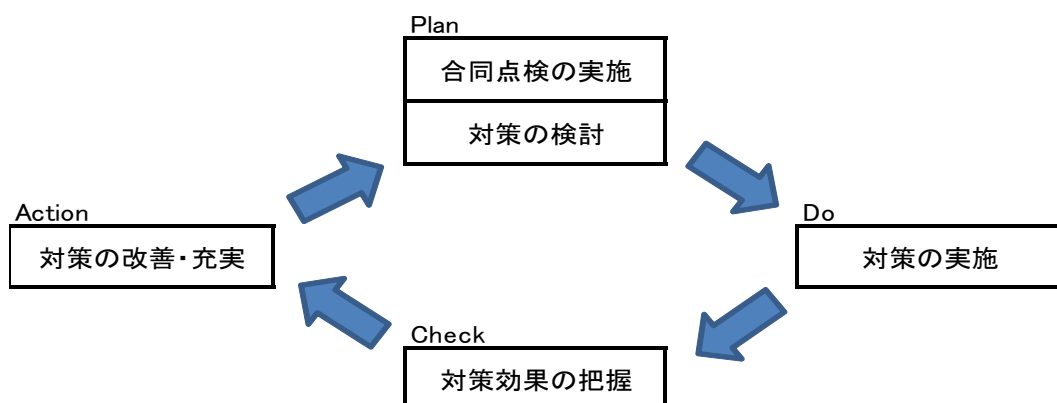 Plan
合同点検の実施
対策の検討
Action
対策の改善・充実
Do
対策の実施
Check
対策効果の把握